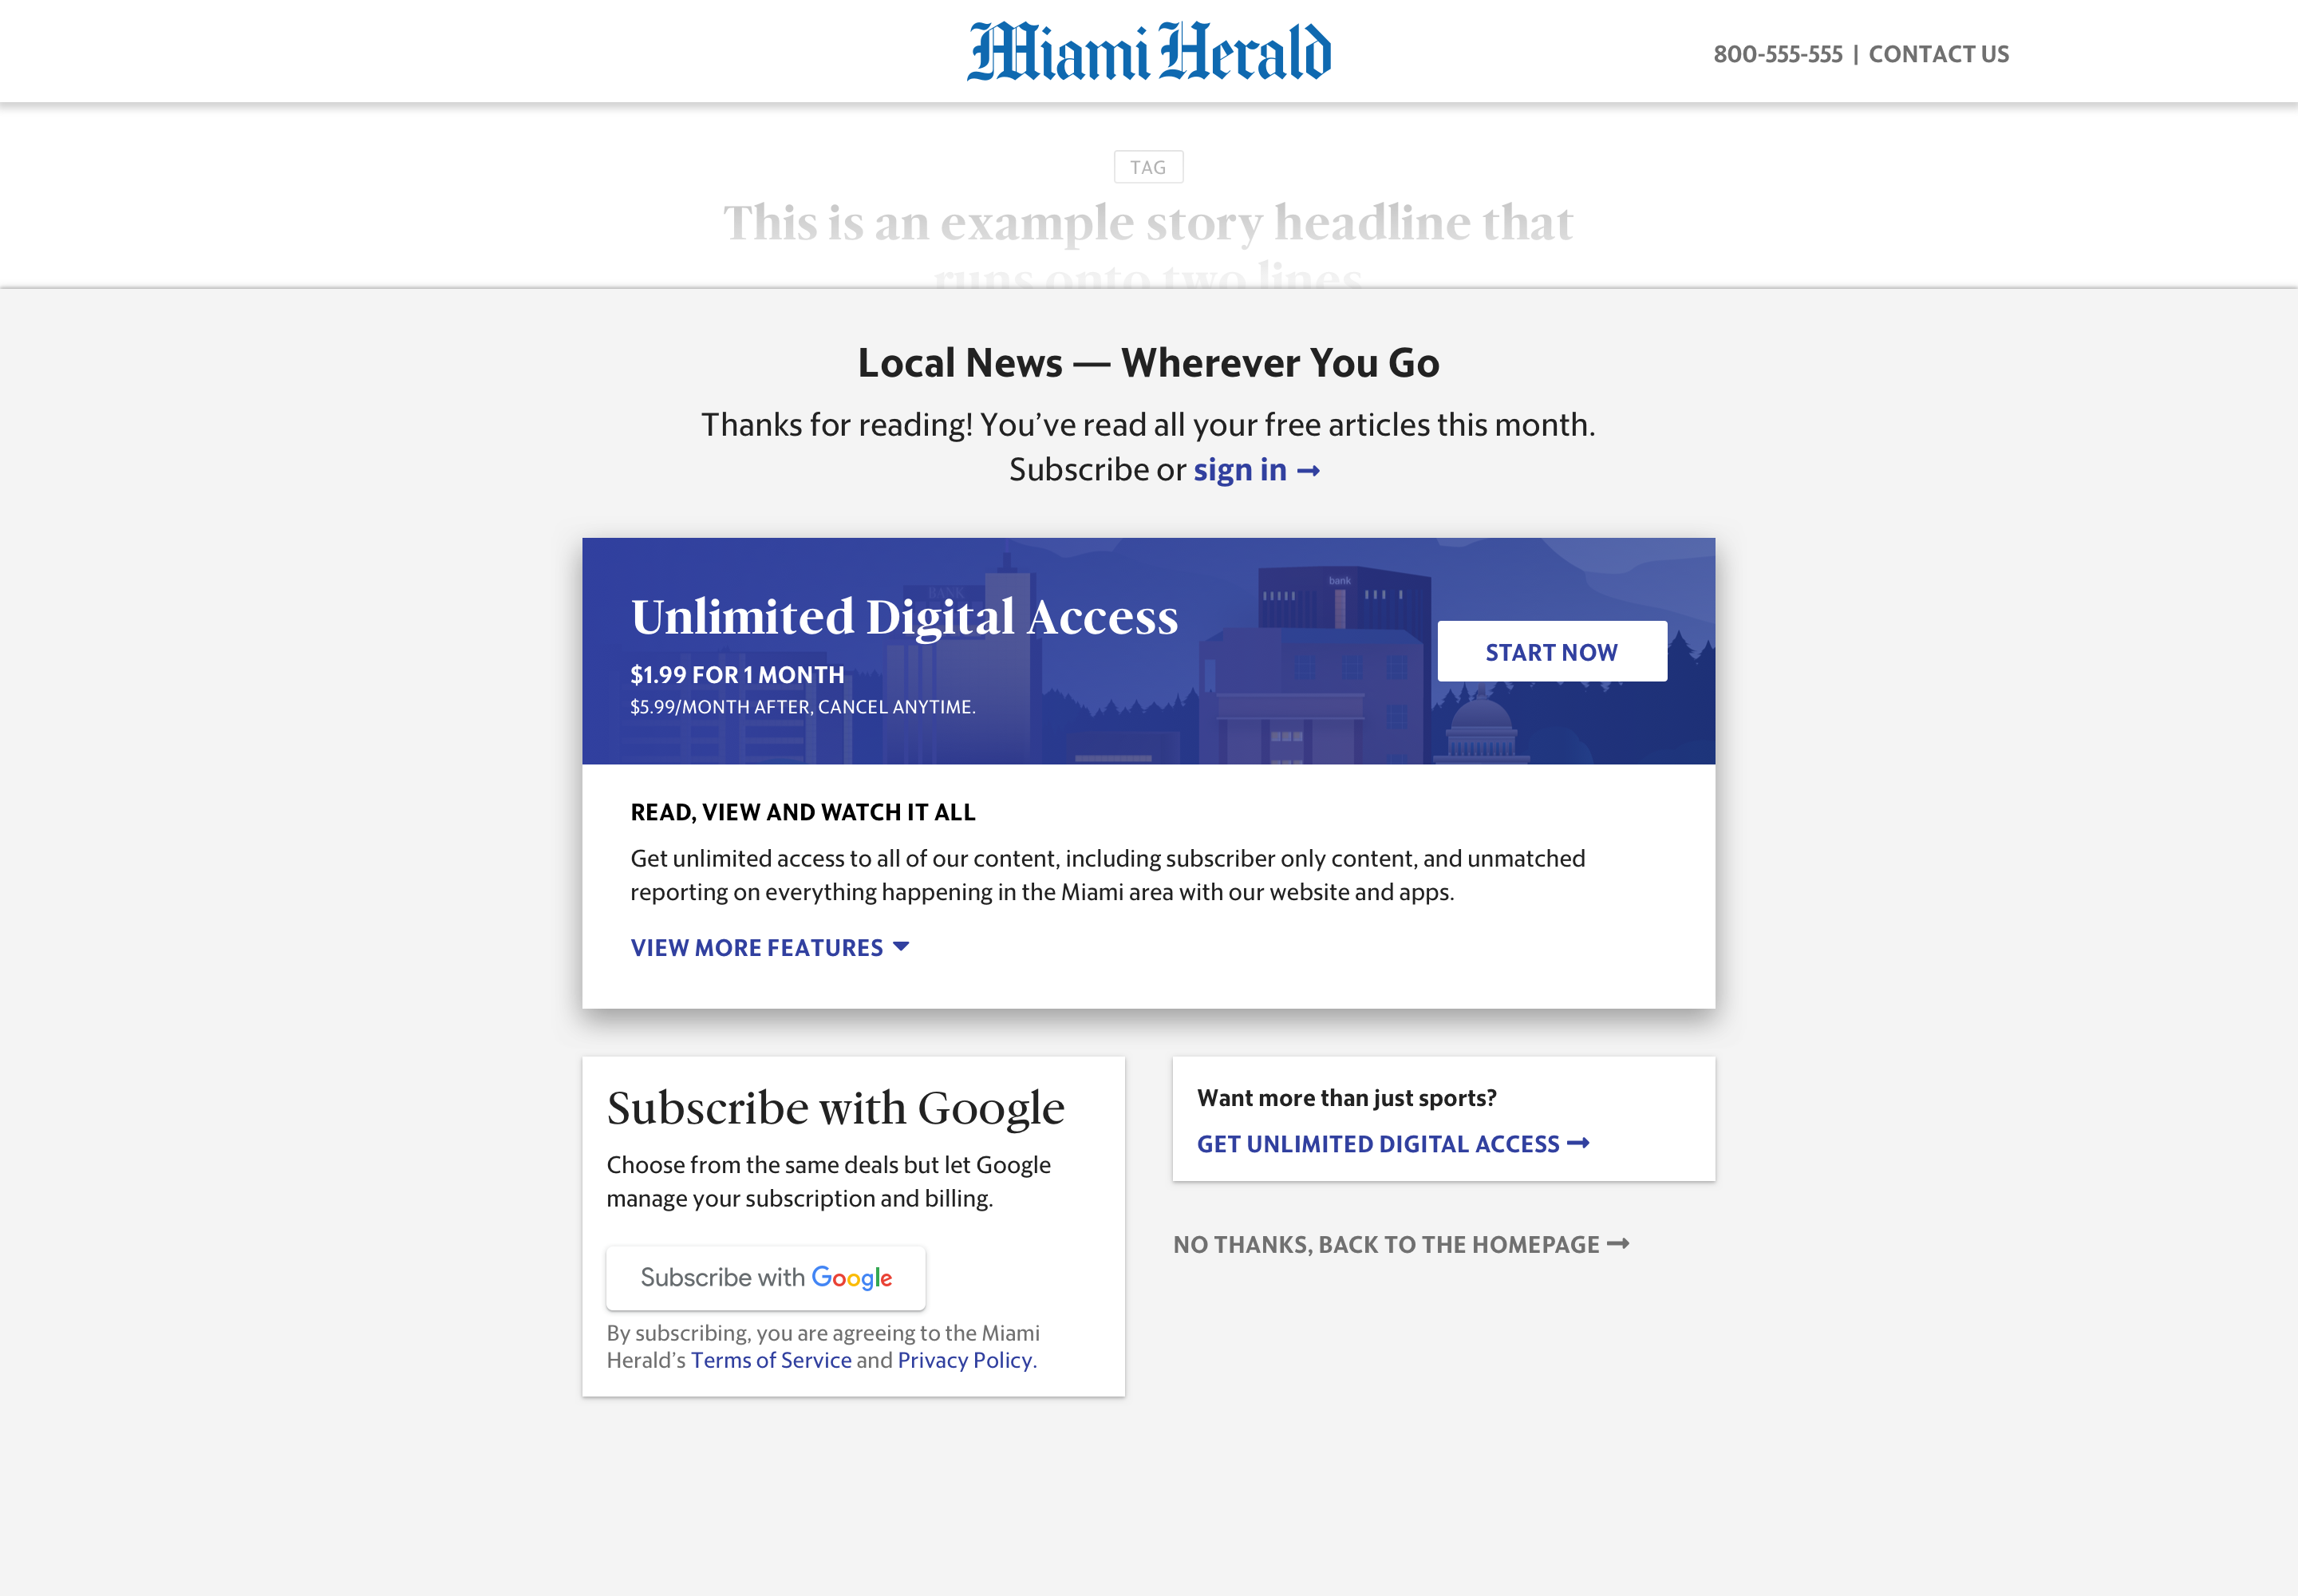 Miami Herald
800-555-555 | CONTACT US
TAG
This is an example story headline that
runs onto two lines
Local News — Wherever You Go
Thanks for reading! You’ve read all your free articles this month.
Subscribe or sign in →
BANK
bank
Unlimited Digital Access
$1.99 FOR 1 MONTH
$5.99/MONTH AFTER, CANCEL ANYTIME.
START NOW
READ, VIEW AND WATCH IT ALL
Get unlimited access to all of our content, including subscriber only content, and unmatched
reporting on everything happening in the Miami area with our website and apps.
VIEW MORE FEATURES
Subscribe with Google
Choose from the same deals but let Google
manage your subscription and billing.
Subscribe with Google
By subscribing, you are agreeing to the Miami
Herald’s Terms of Service and Privacy Policy.
Want more than just sports?
GET UNLIMITED DIGITAL ACCESS →
NO THANKS, BACK TO THE HOMEPAGE →